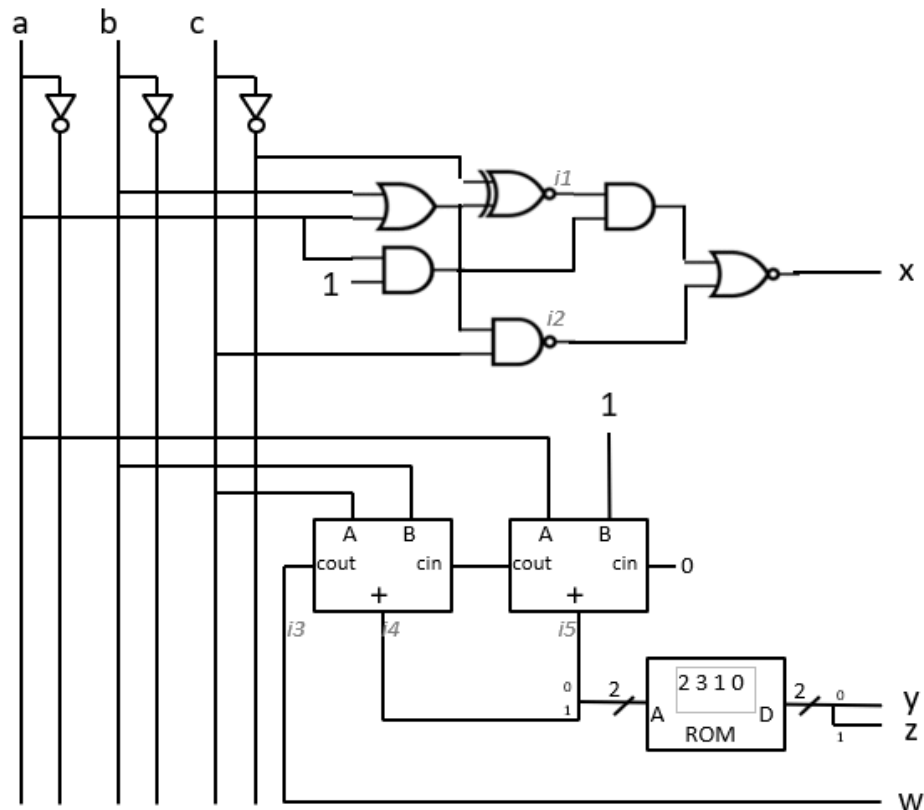 a b c
i1
x
1
i2
1
A B A B
cout cin cout cin 0
+ +
i3 i4 i5
2 3 1 0
0 2 2 0 y
1 A D z
ROM 1
w